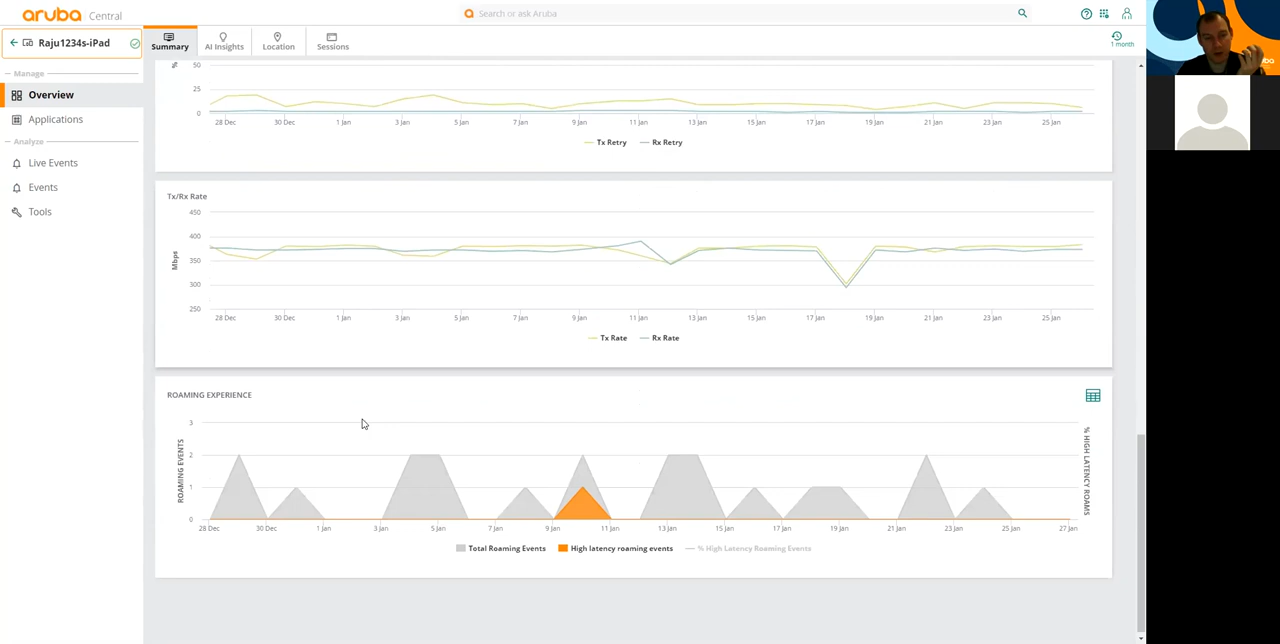 aruba Central
Search or ask Aruba
Raju1234s-iPad
Summary
AI Insights
Location
Sessions
1 month
Manage
Overview
Applications
Analyze
Live Events
Events
Tools
%
50
25
0
28 Dec 30 Dec 1 Jan 3 Jan 5 Jan 7 Jan 9 Jan 11 Jan 13 Jan 15 Jan 17 Jan 19 Jan 21 Jan 23 Jan 25 Jan
Tx Retry Rx Retry
Tx/Rx Rate
Mbps
450
400
350
300
250
28 Dec 30 Dec 1 Jan 3 Jan 5 Jan 7 Jan 9 Jan 11 Jan 13 Jan 15 Jan 17 Jan 19 Jan 21 Jan 23 Jan 25 Jan
Tx Rate Rx Rate
ROAMING EXPERIENCE
ROAMING EVENTS
3
2
1
0
% HIGH LATENCY ROAMS
28 Dec 30 Dec 1 Jan 3 Jan 5 Jan 7 Jan 9 Jan 11 Jan 13 Jan 15 Jan 17 Jan 19 Jan 21 Jan 23 Jan 25 Jan 27 Jan
Total Roaming Events High latency roaming events % High Latency Roaming Events